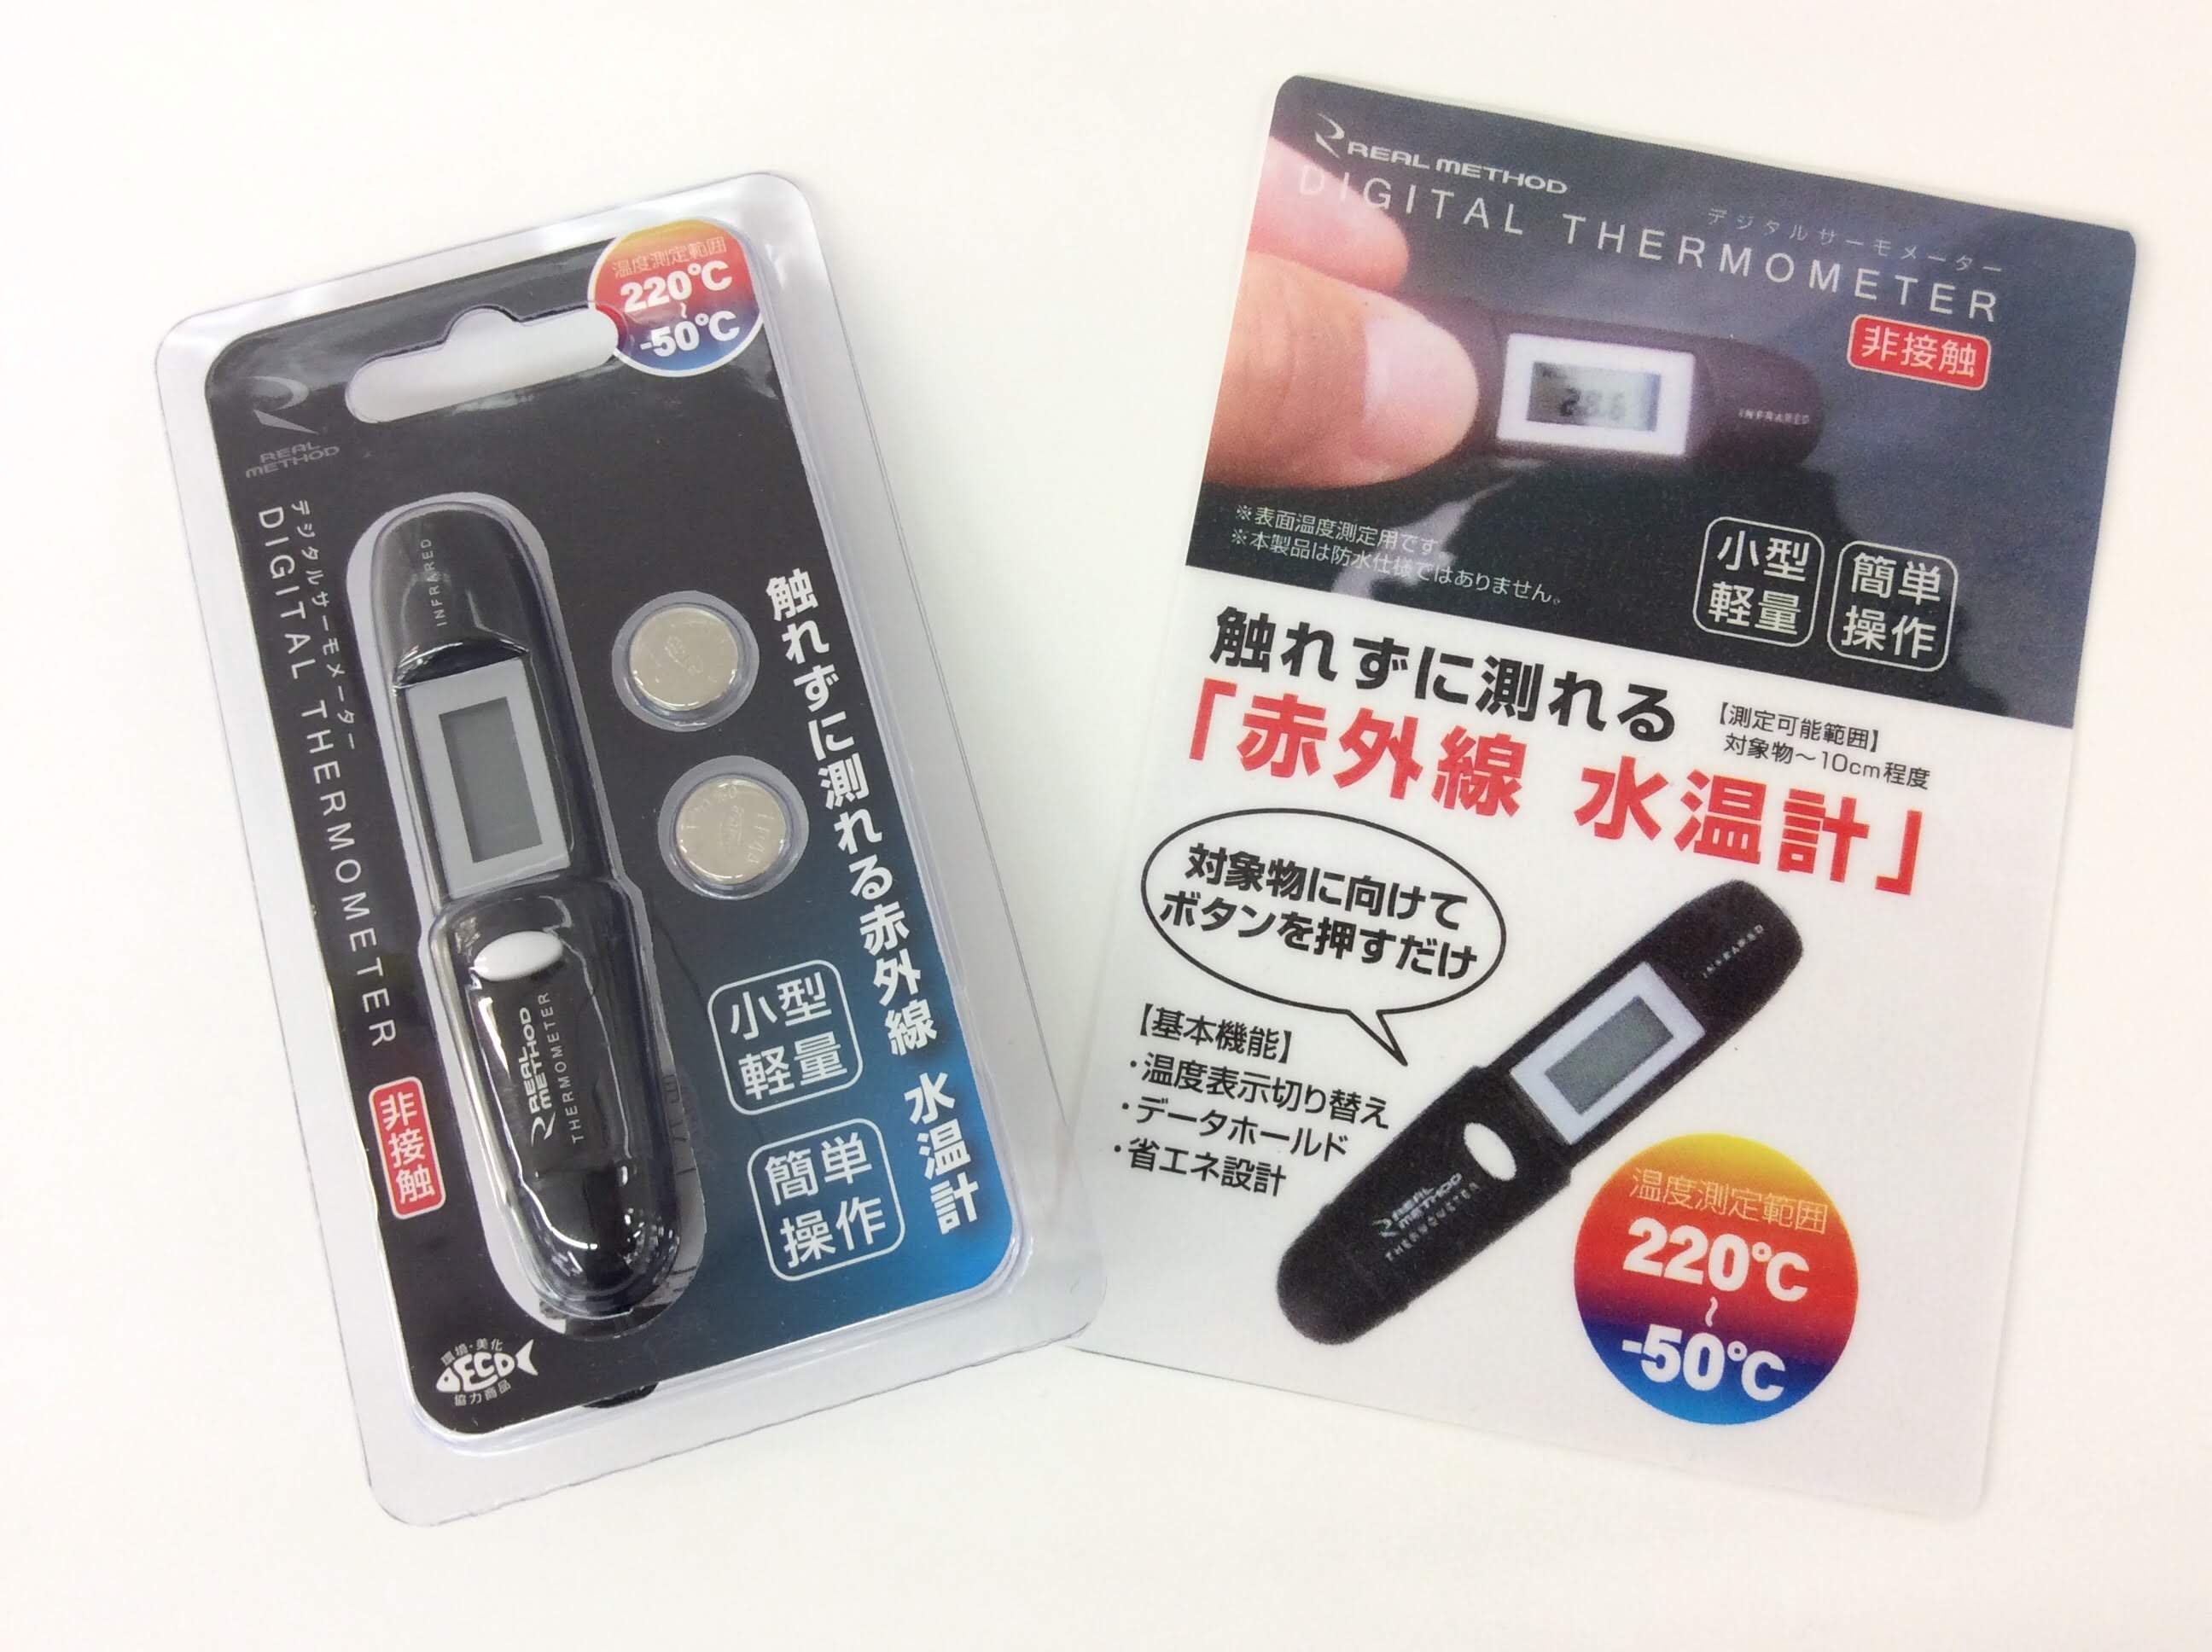 温度測定範囲
220℃
~
-50℃
REAL
METHOD
デジタルサーモメーター
DIGITAL THERMOMETER
非接触
INFRARED
REAL
METHOD
THERMOMETER
触れずに測れる赤外線 水温計
小型
軽量
簡単
操作
環境・美化
ECO
協力商品
REAL METHOD
デジタルサーモメーター
DIGITAL THERMOMETER
非接触
28.6
INFRARED
※表面温度測定用です。
※本製品は防水仕様ではありません。
小型
軽量
簡単
操作
触れずに測れる
【測定可能範囲】
対象物～10cm程度
「赤外線 水温計」
対象物に向けて
ボタンを押すだけ
【基本機能】
・温度表示切り替え
・データホールド
・省エネ設計
INFRARED
REAL
METHOD
THERMOMETER
温度測定範囲
220℃
~
-50℃